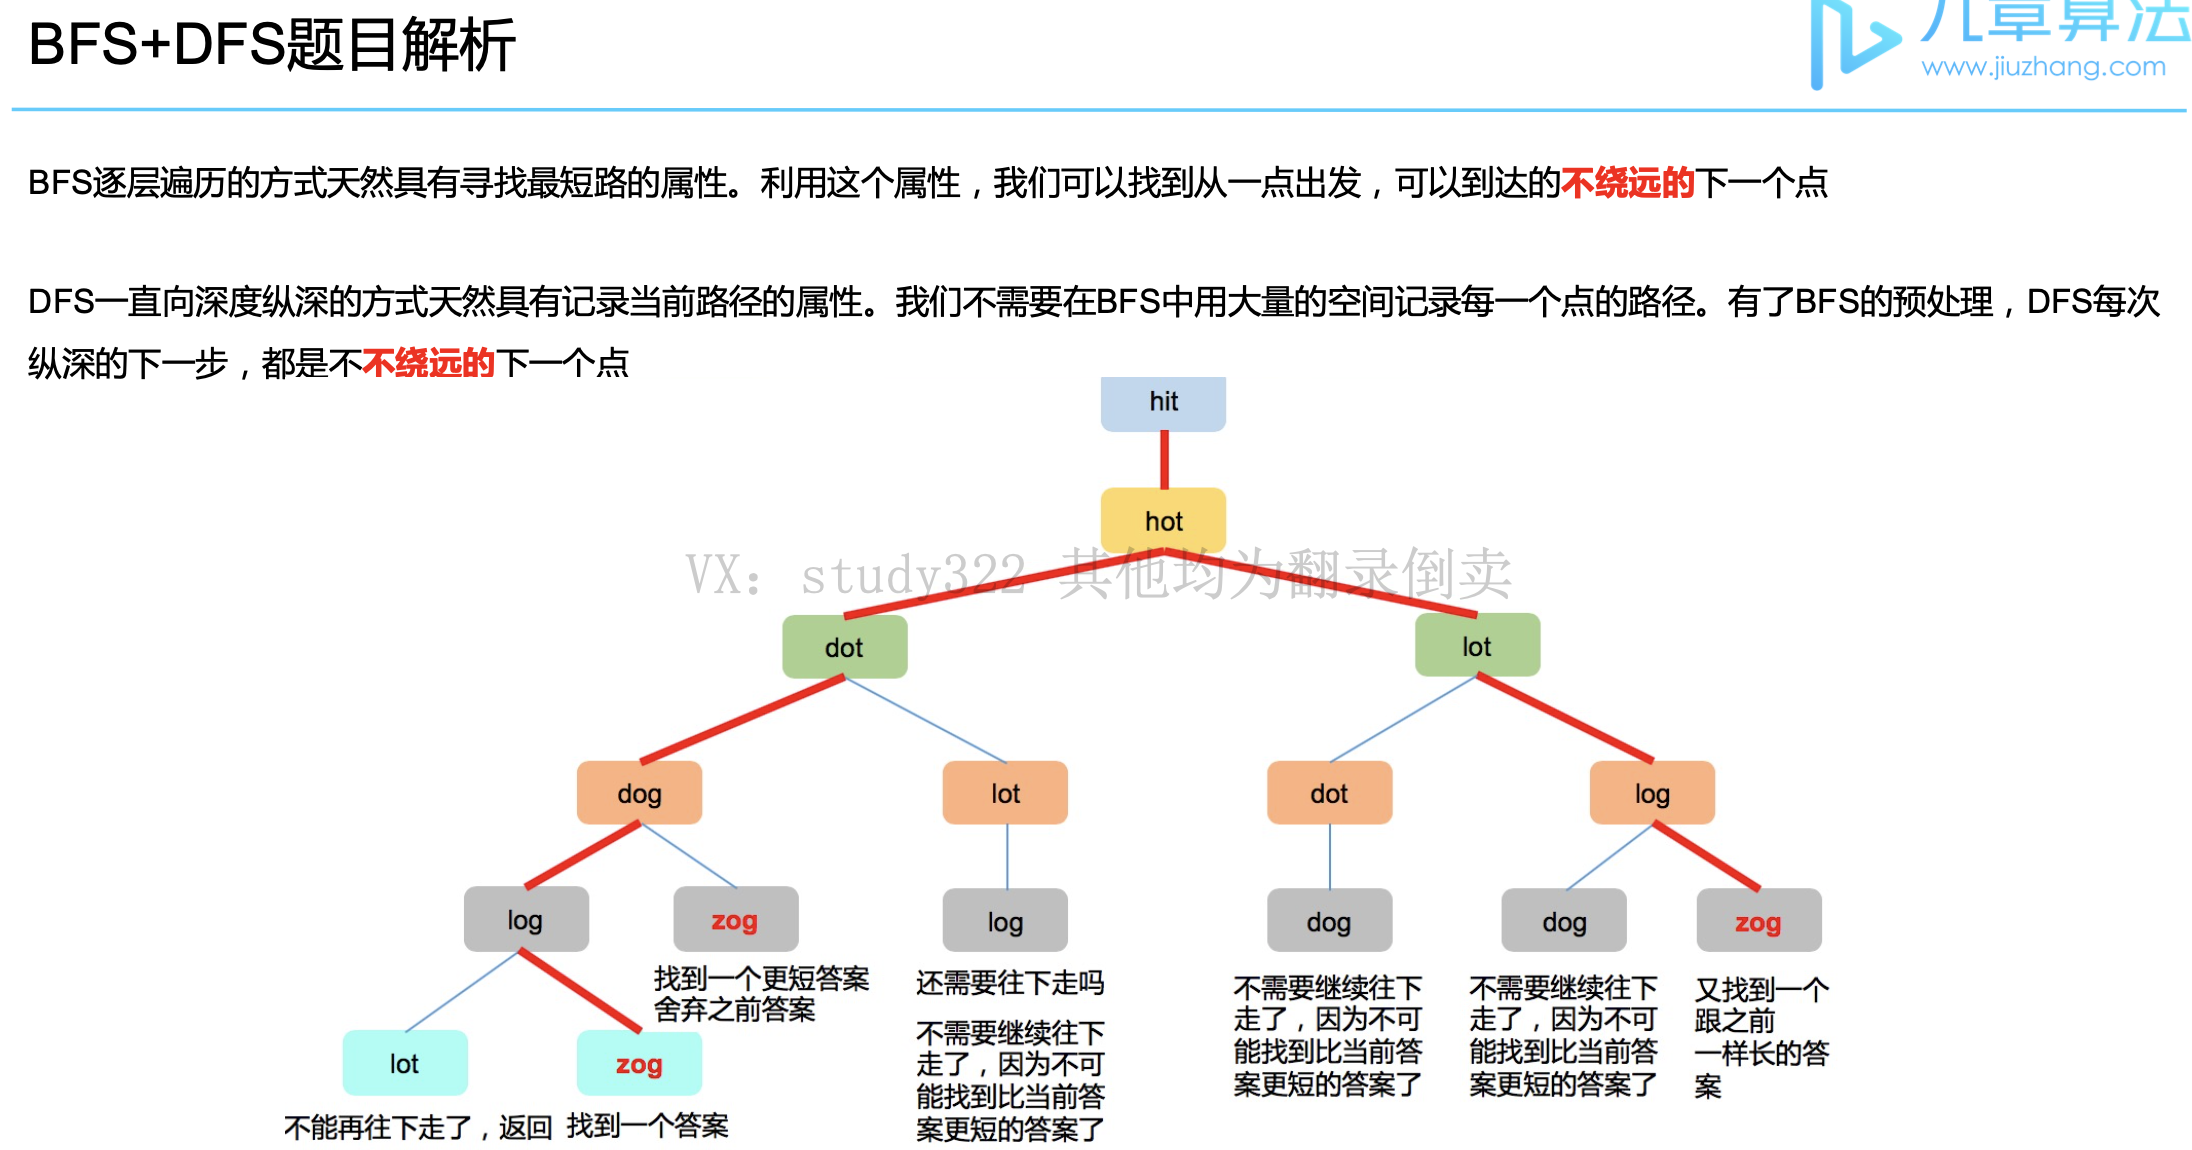 BFS+DFS题目解析
九章算法
www.jiuzhang.com
BFS逐层遍历的方式天然具有寻找最短路的属性。利用这个属性，我们可以找到从一点出发，可以到达的不绕远的下一个点
DFS一直向深度纵深的方式天然具有记录当前路径的属性。我们不需要在BFS中用大量的空间记录每一个点的路径。有了BFS的预处理，DFS每次
纵深的下一步，都是不不绕远的下一个点
hit
hot
VX：study322 其他均为翻录倒卖
dot
lot
dog
lot
dot
log
log
zog
log
dog
dog
zog
找到一个更短答案
舍弃之前答案
还需要往下走吗
不需要继续往下
走了，因为不可
能找到比当前答
案更短的答案了
不需要继续往下
走了，因为不可
能找到比当前答
案更短的答案了
不需要继续往下
走了，因为不可
能找到比当前答
案更短的答案了
又找到一个
跟之前
一样长的答
案
lot
zog
不能再往下走了，返回
找到一个答案